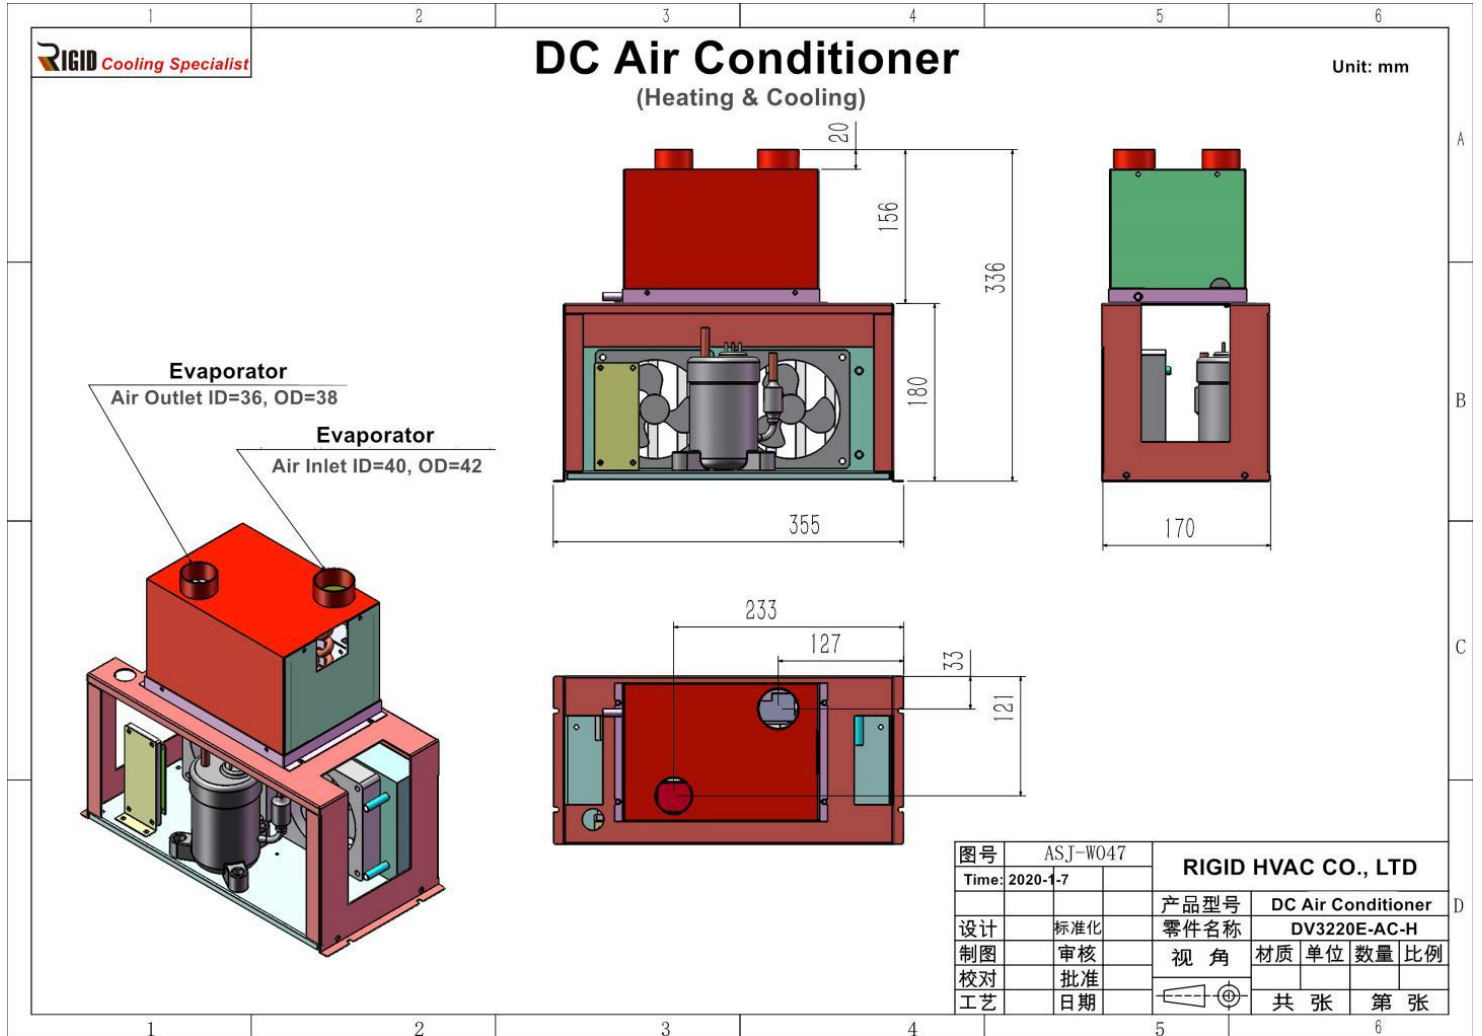 1 2 3 4 5 6
RIGID Cooling Specialist
DC Air Conditioner
(Heating & Cooling)
Unit: mm
A
20
156
336
180
355
170
B
Evaporator
Air Outlet ID=36, OD=38
Evaporator
Air Inlet ID=40, OD=42
233
127
33
121
C
图号 ASJ-W047 RIGID HVAC CO., LTD
Time: 2020-1-7
产品型号 DC Air Conditioner
D
设计 标准化 零件名称 DV3220E-AC-H
制图 审核 视 角 材质 单位 数量 比例
校对 批准
工艺 日期 共 张 第 张
1 2 3 4 5 6